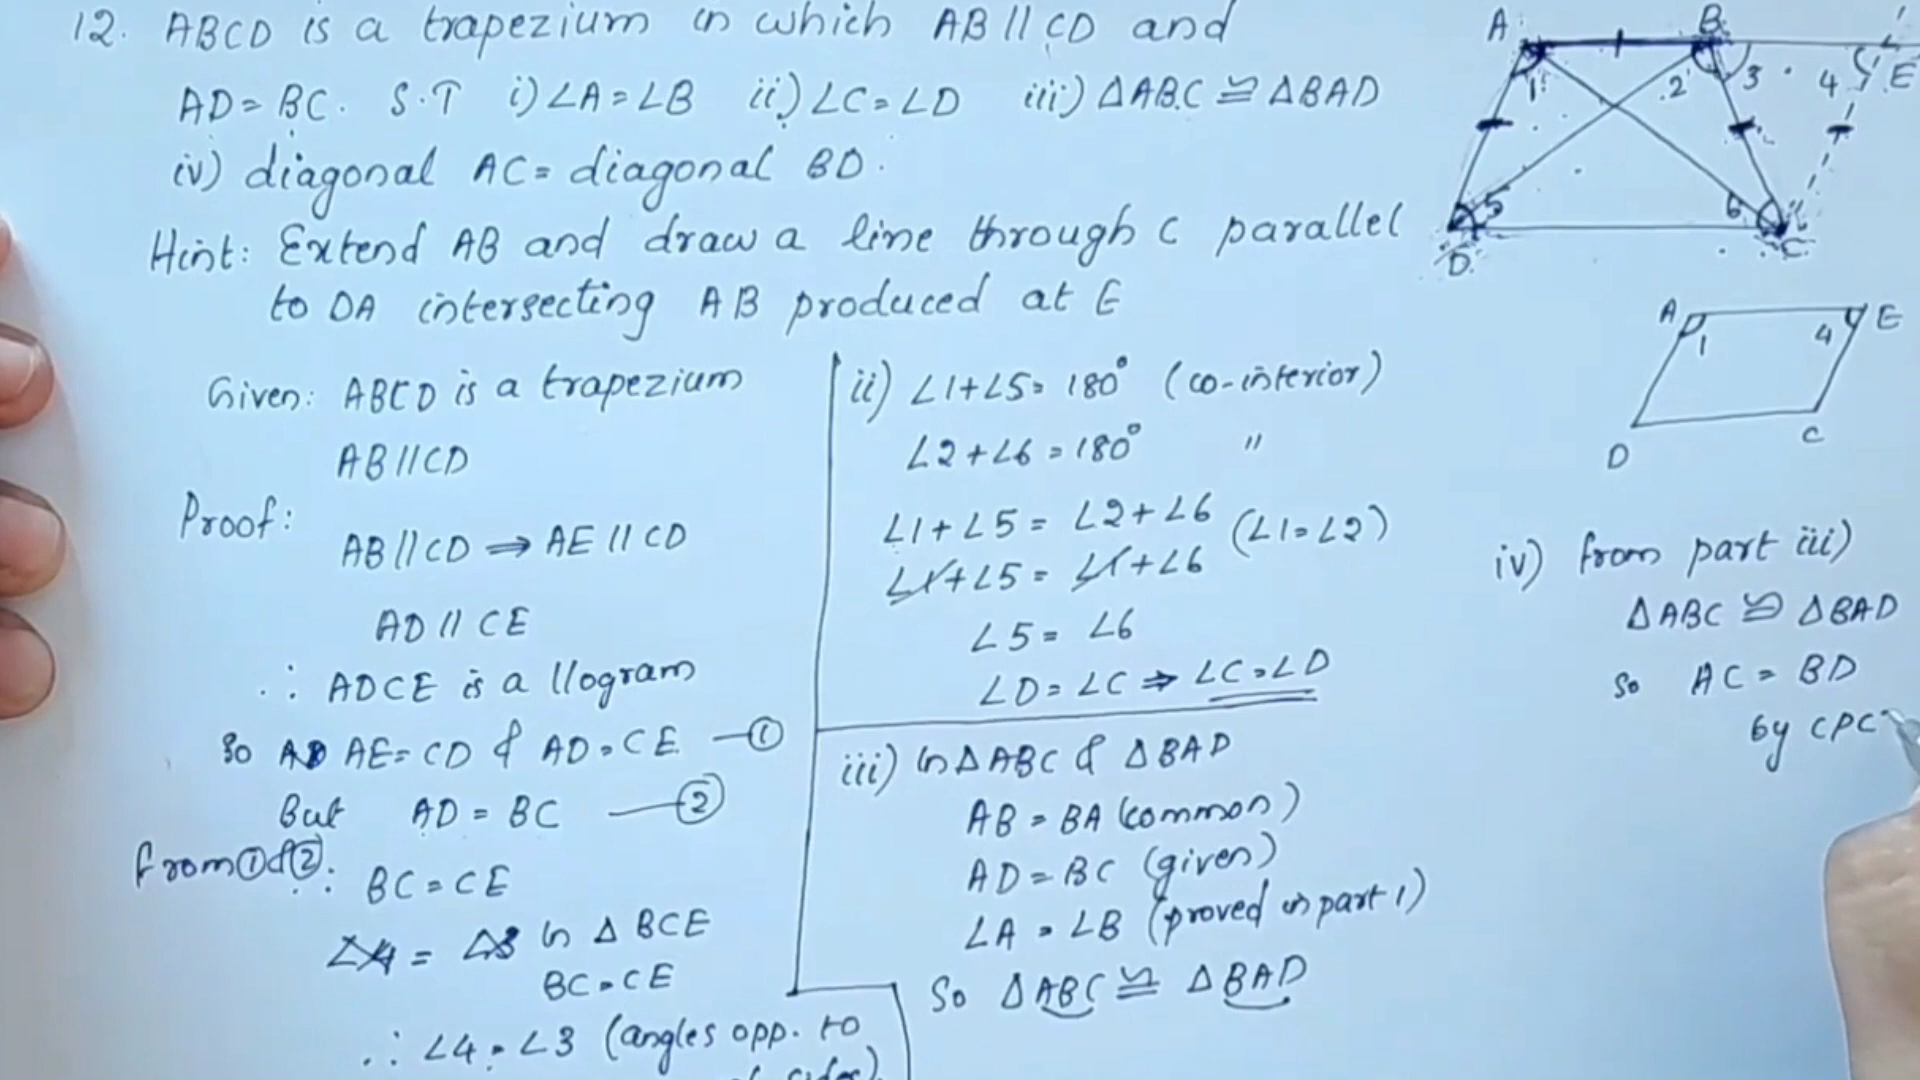 12. ABCD is a trapezium in which AB // CD and
AD = BC. S.T i) ∠A = ∠B ii) ∠C = ∠D iii) ΔABC ≅ ΔBAD
iv) diagonal AC = diagonal BD.
Hint: Extend AB and draw a line through C parallel
to DA intersecting AB produced at E
Given: ABCD is a trapezium
AB // CD
Proof:
AB // CD ⇒ AE // CD
AD // CE
∴ ADCE is a llogram
So AE = CD & AD = CE — ①
But AD = BC — ②
from ① & ②:
BC = CE
In Δ BCE
BC = CE
∴ ∠4 = ∠3 (angles opp. to
sides)
ii) ∠1 + ∠5 = 180° (co-interior)
∠2 + ∠6 = 180° "
∠1 + ∠5 = ∠2 + ∠6 (∠1 = ∠2)
∠1 + ∠5 = ∠1 + ∠6
∠5 = ∠6
∠D = ∠C ⇒ ∠C = ∠D
iii) In Δ ABC & Δ BAD
AB = BA (common)
AD = BC (given)
∠A = ∠B (proved in part 1)
So ΔABC ≅ ΔBAD
A B E
1 2 3 4
5 6
D C
A E
1 4
D C
iv) from part iii)
ΔABC ≅ ΔBAD
So AC = BD
by CPC